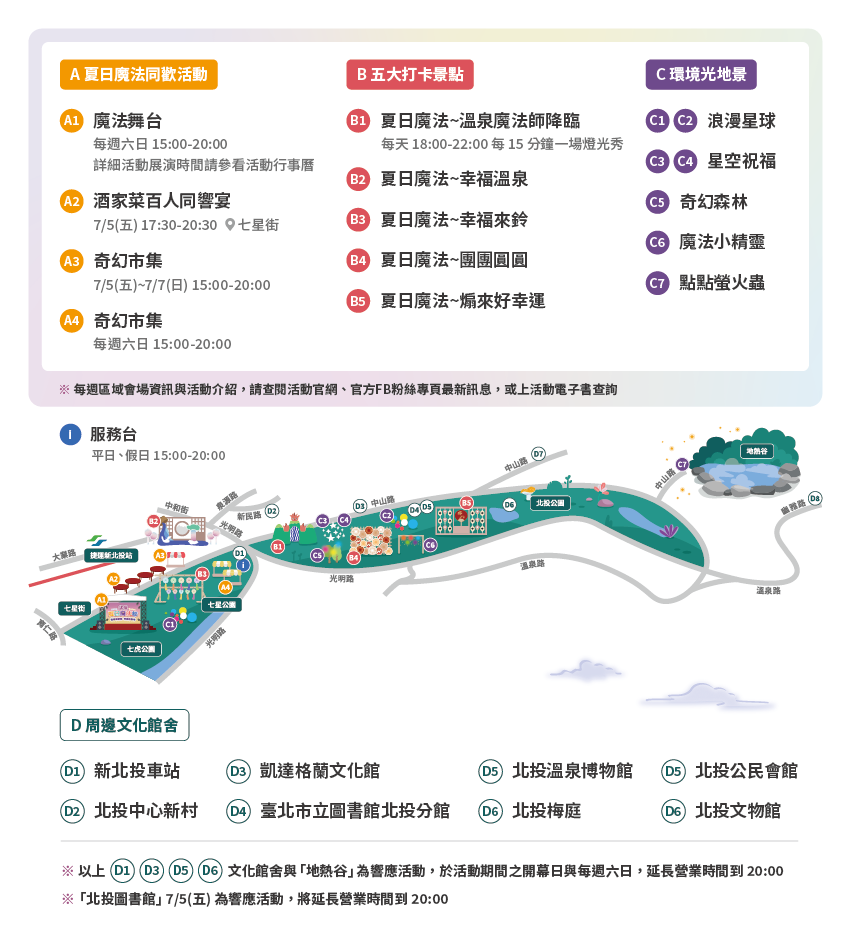 A 夏日魔法同歡活動
A1 魔法舞台
每週六日 15:00-20:00
詳細活動展演時間請參看活動行事曆
A2 酒家菜百人同響宴
7/5(五) 17:30-20:30 七星街
A3 奇幻市集
7/5(五)~7/7(日) 15:00-20:00
A4 奇幻市集
每週六日 15:00-20:00
B 五大打卡景點
B1 夏日魔法~溫泉魔法師降臨
每天 18:00-22:00 每 15 分鐘一場燈光秀
B2 夏日魔法~幸福溫泉
B3 夏日魔法~幸福來鈴
B4 夏日魔法~團團圓圓
B5 夏日魔法~煽來好幸運
C 環境光地景
C1 C2 浪漫星球
C3 C4 星空祝福
C5 奇幻森林
C6 魔法小精靈
C7 點點螢火蟲
※ 每週區域會場資訊與活動介紹，請查閱活動官網、官方FB粉絲專頁最新訊息，或上活動電子書查詢
I 服務台
平日、假日 15:00-20:00
地熱谷
C7
中山路
中山路
D7
幽雅路
D8
中和街
泉源路
新民路
D2
光明路
B2
大業路
捷運新北投站
A3
A2
A1
B3
D1
i
A4
七星街
七星公園
育仁路
C1
七虎公園
光明路
B1
C3
C4
C5
B4
D3
中山路
C2
D4
D5
C6
B5
D6
北投公園
光明路
溫泉路
溫泉路
D 周邊文化館舍
D1 新北投車站
D3 凱達格蘭文化館
D5 北投溫泉博物館
D5 北投公民會館
D2 北投中心新村
D4 臺北市立圖書館北投分館
D6 北投梅庭
D6 北投文物館
※ 以上 D1 D3 D5 D6 文化館舍與「地熱谷」為響應活動，於活動期間之開幕日與每週六日，延長營業時間到 20:00
※「北投圖書館」7/5(五) 為響應活動，將延長營業時間到 20:00